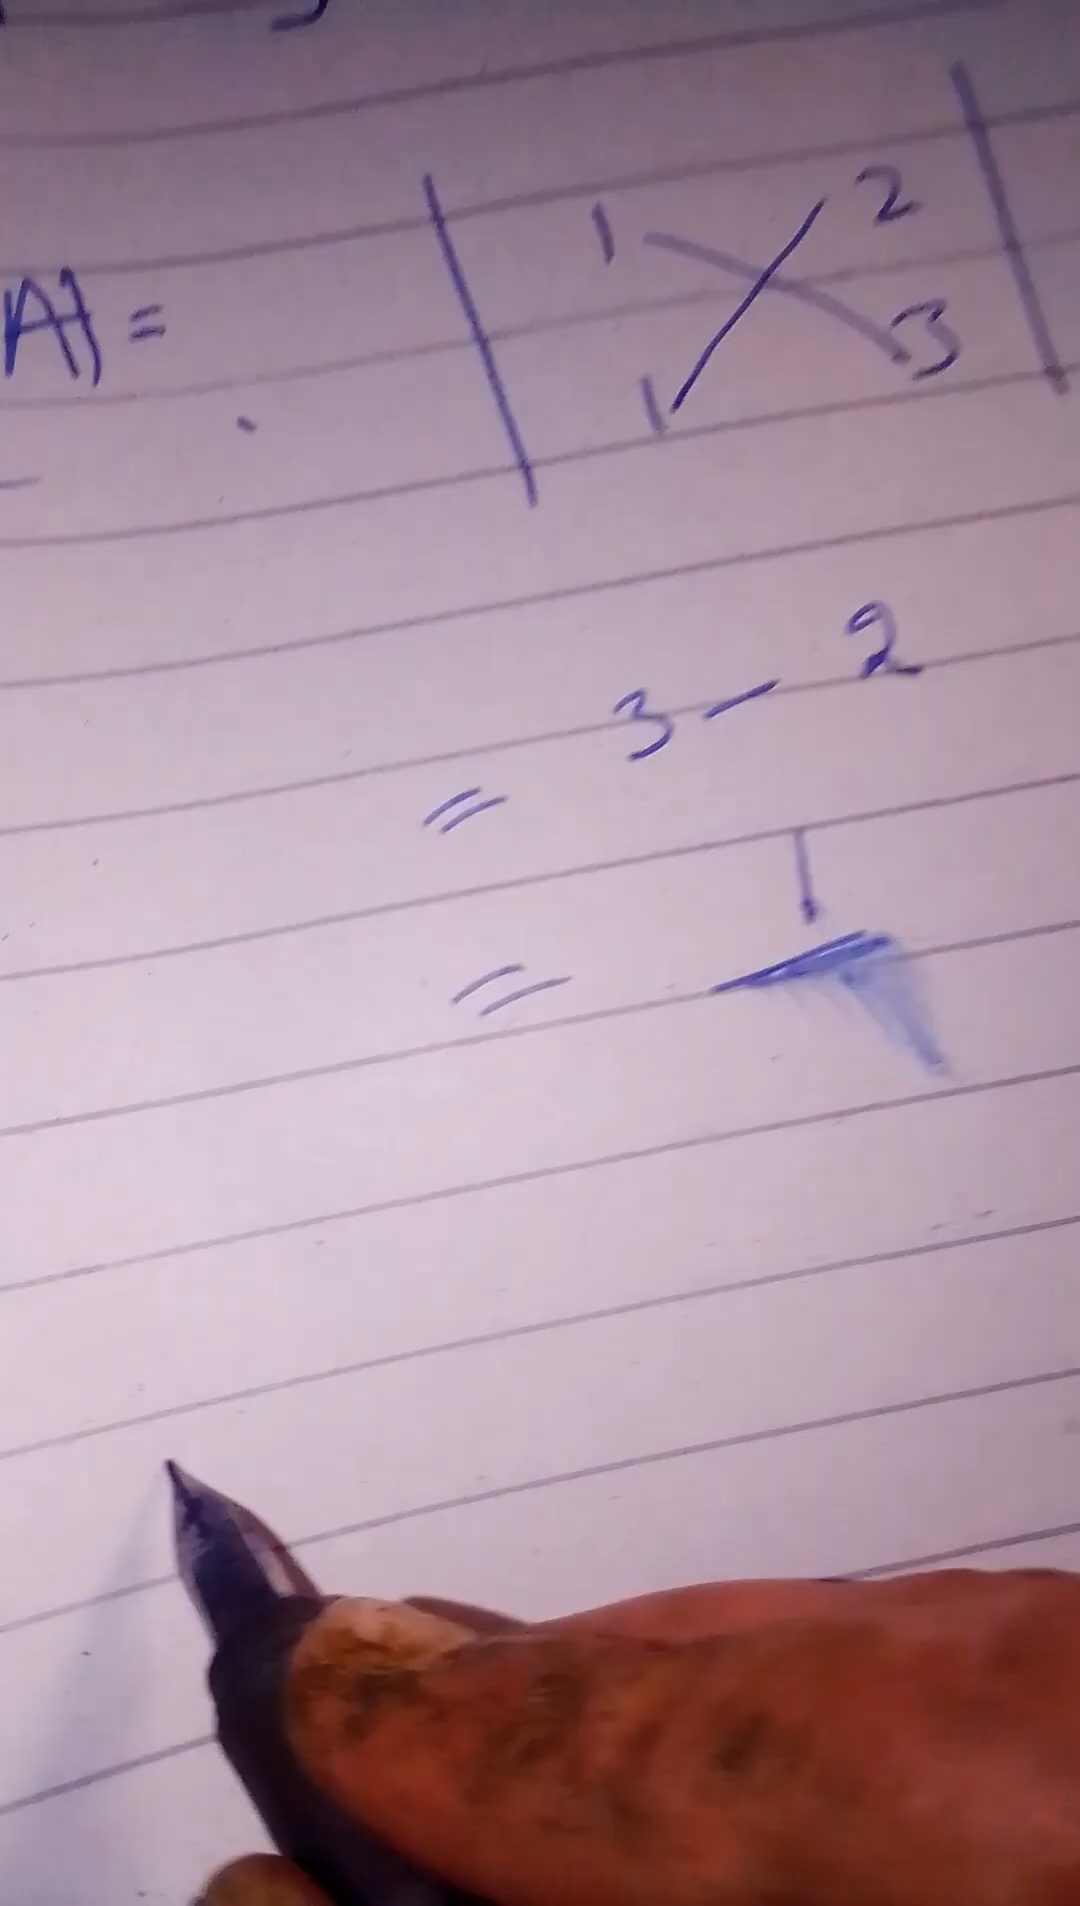 A| = | 1 2
1 3 |
= 3 - 2
= 1